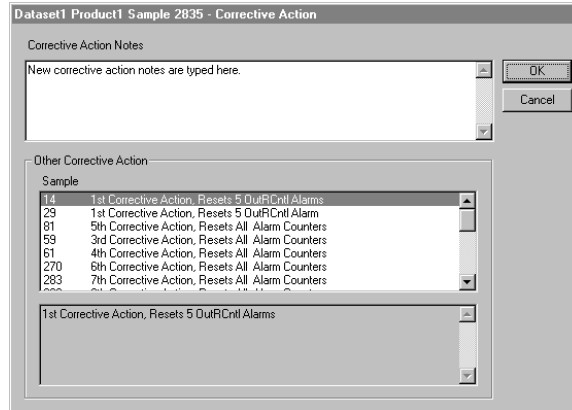 Dataset1 Product1 Sample 2835 - Corrective Action
Corrective Action Notes
New corrective action notes are typed here.
OK
Cancel
Other Corrective Action
Sample
14 1st Corrective Action, Resets 5 OutRCntl Alarms
29 1st Corrective Action, Resets 5 OutRCntl Alarm
81 5th Corrective Action, Resets All Alarm Counters
59 3rd Corrective Action, Resets All Alarm Counters
61 4th Corrective Action, Resets All Alarm Counters
270 6th Corrective Action, Resets All Alarm Counters
283 7th Corrective Action, Resets All Alarm Counters
1st Corrective Action, Resets 5 OutRCntl Alarms